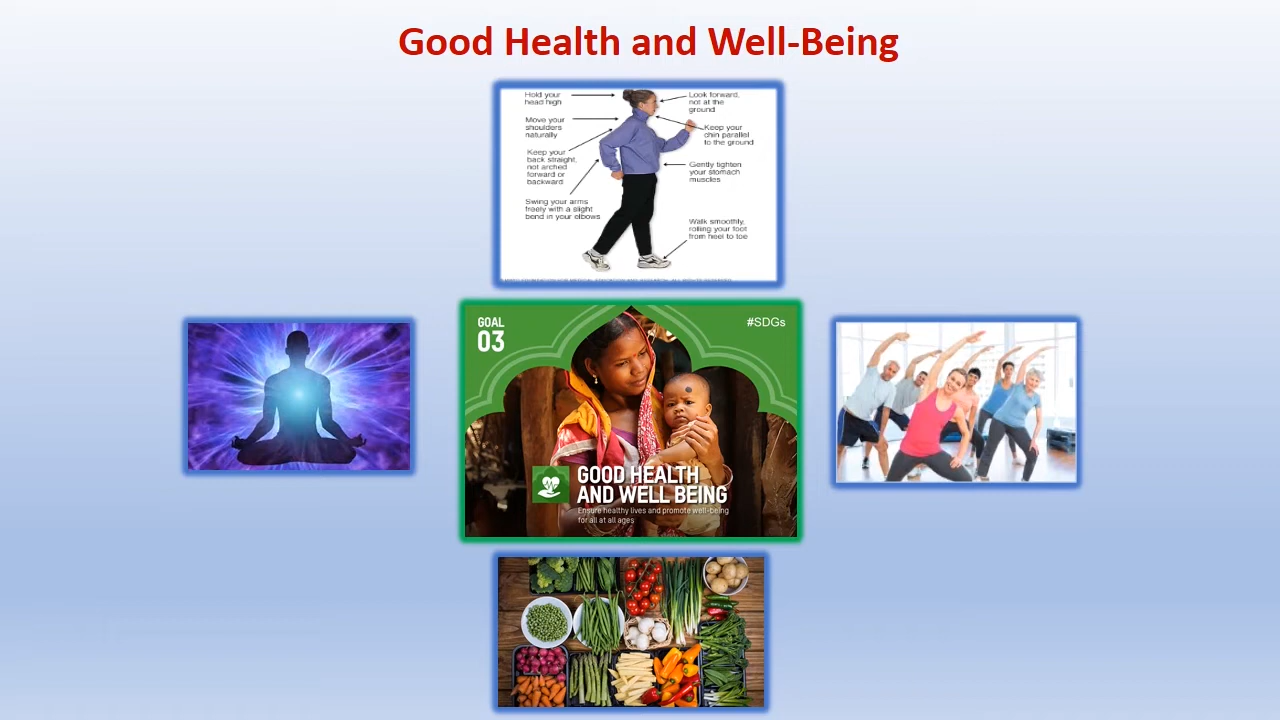 Good Health and Well-Being
Hold your
head high
Move your
shoulders
naturally
Keep your
back straight,
not arched
forward or
backward
Swing your arms
freely with a slight
bend in your elbows
Look forward,
not at the
ground
Keep your
chin parallel
to the ground
Gently tighten
your stomach
muscles
Walk smoothly,
rolling your foot
from heel to toe
GOAL
03
#SDGs
GOOD HEALTH
AND WELL BEING
Ensure healthy lives and promote well-being
for all at all ages